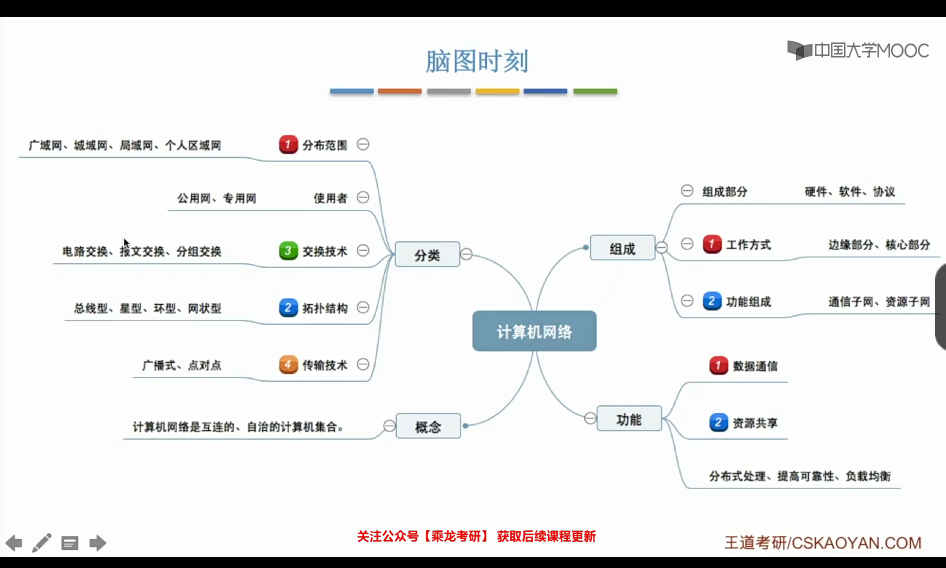 中国大学MOOC
脑图时刻
广域网、城域网、局域网、个人区域网 1 分布范围
公用网、专用网 使用者
电路交换、报文交换、分组交换 3 交换技术
总线型、星型、环型、网状型 2 拓扑结构
广播式、点对点 4 传输技术
分类
计算机网络是互连的、自治的计算机集合。
概念
计算机网络
组成
组成部分 硬件、软件、协议
1 工作方式 边缘部分、核心部分
2 功能组成 通信子网、资源子网
功能
1 数据通信
2 资源共享
分布式处理、提高可靠性、负载均衡
关注公众号【乘龙考研】 获取后续课程更新
王道考研/CSKAOYAN.COM